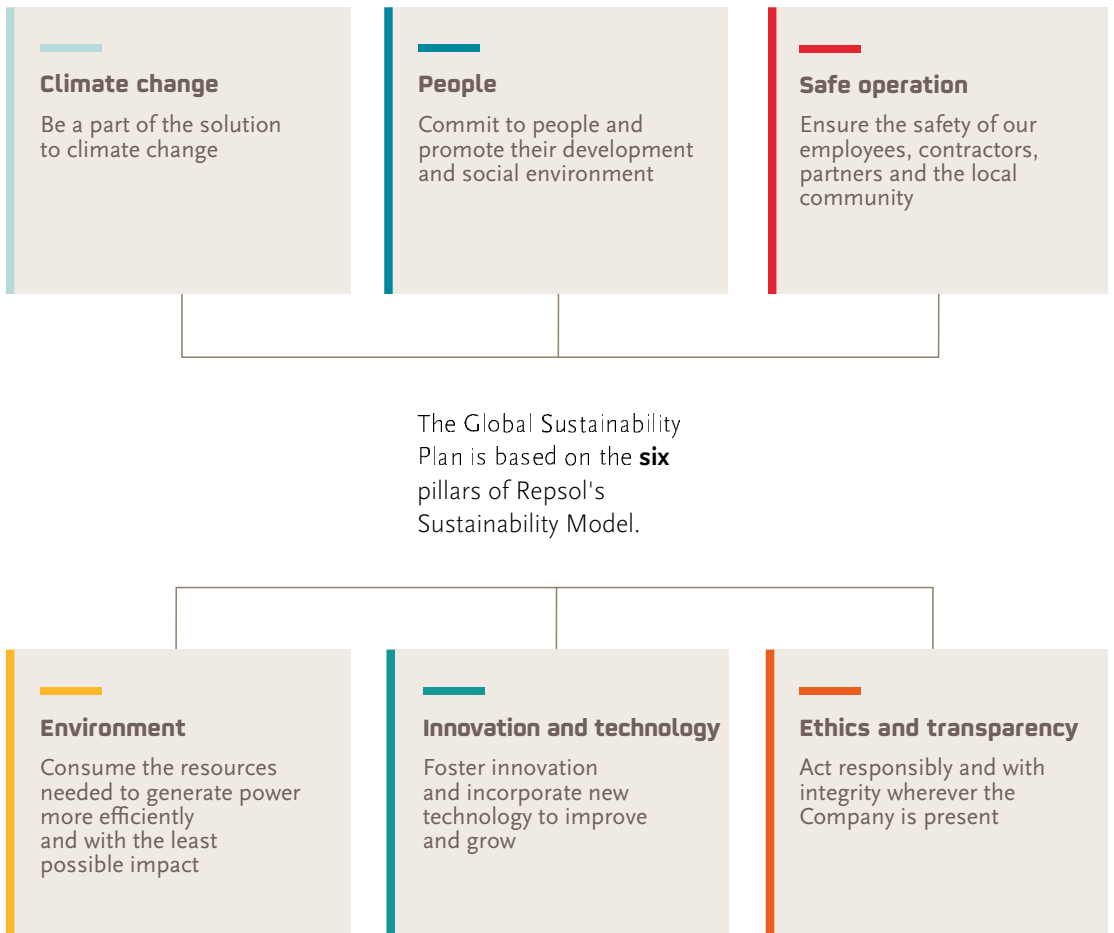 Climate change
Be a part of the solution
to climate change
People
Commit to people and
promote their development
and social environment
Safe operation
Ensure the safety of our
employees, contractors,
partners and the local
community
The Global Sustainability
Plan is based on the six
pillars of Repsol's
Sustainability Model.
Environment
Consume the resources
needed to generate power
more efficiently
and with the least
possible impact
Innovation and technology
Foster innovation
and incorporate new
technology to improve
and grow
Ethics and transparency
Act responsibly and with
integrity wherever the
Company is present